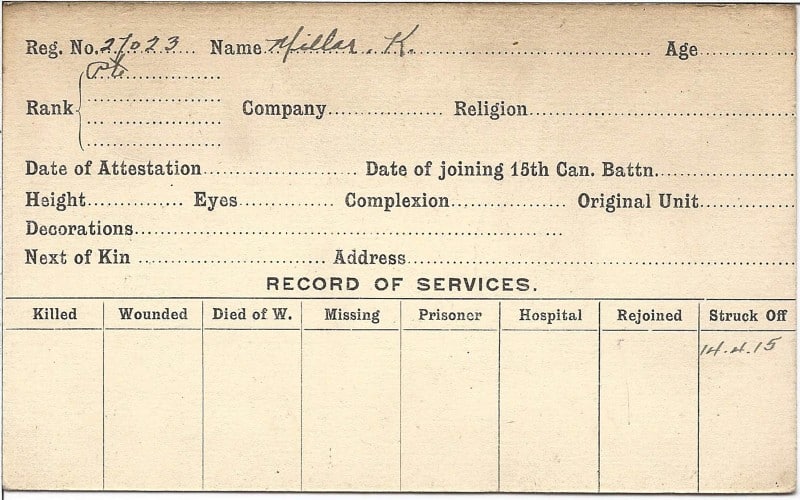 Reg. No. 27023 Name Millar. K. Age
Pte
Rank Company Religion
Date of Attestation Date of joining 15th Can. Battn.
Height Eyes Complexion Original Unit
Decorations
Next of Kin Address
RECORD OF SERVICES.
Killed Wounded Died of W. Missing Prisoner Hospital Rejoined Struck Off
14.4.15